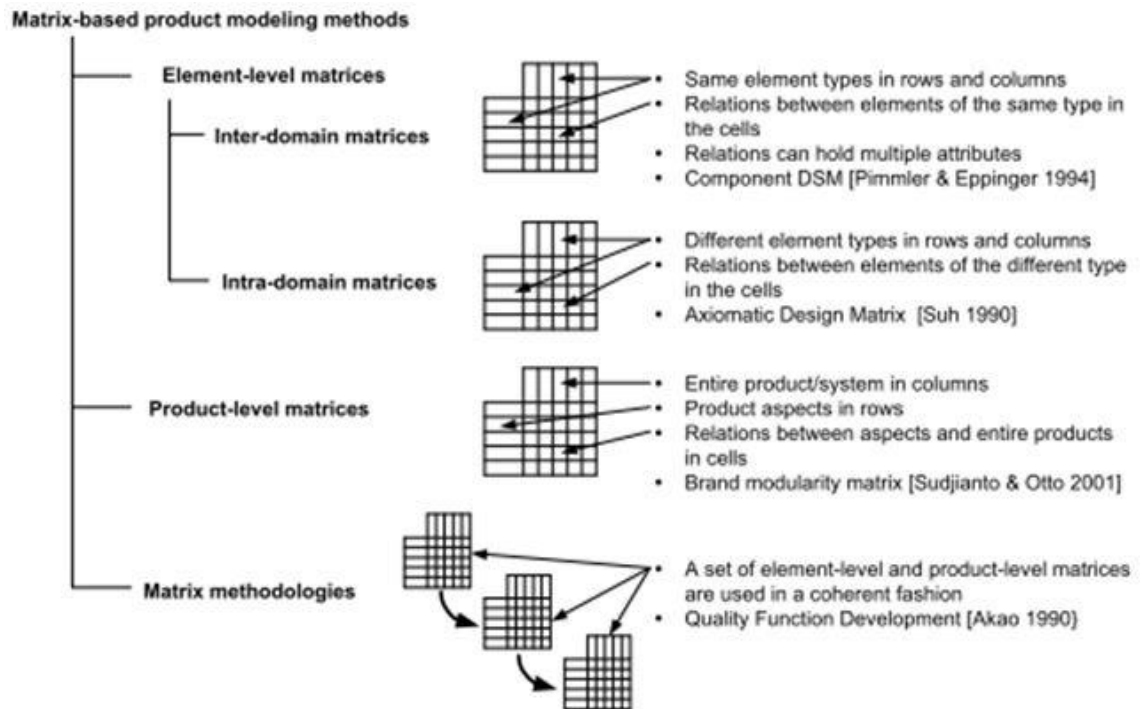 Matrix-based product modeling methods
Element-level matrices
Inter-domain matrices
• Same element types in rows and columns
• Relations between elements of the same type in
the cells
• Relations can hold multiple attributes
• Component DSM [Pimmler & Eppinger 1994]
Intra-domain matrices
• Different element types in rows and columns
• Relations between elements of the different type
in the cells
• Axiomatic Design Matrix [Suh 1990]
Product-level matrices
• Entire product/system in columns
• Product aspects in rows
• Relations between aspects and entire products
in cells
• Brand modularity matrix [Sudjianto & Otto 2001]
Matrix methodologies
• A set of element-level and product-level matrices
are used in a coherent fashion
• Quality Function Development [Akao 1990}